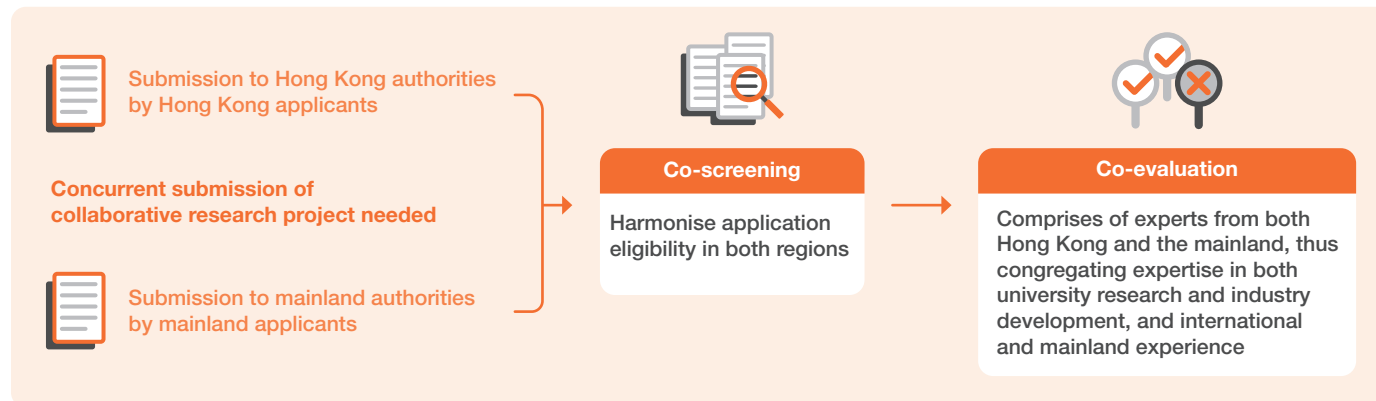 Submission to Hong Kong authorities
by Hong Kong applicants
Concurrent submission of
collaborative research project needed
Submission to mainland authorities
by mainland applicants
Co-screening
Harmonise application
eligibility in both regions
Co-evaluation
Comprises of experts from both
Hong Kong and the mainland, thus
congregating expertise in both
university research and industry
development, and international
and mainland experience